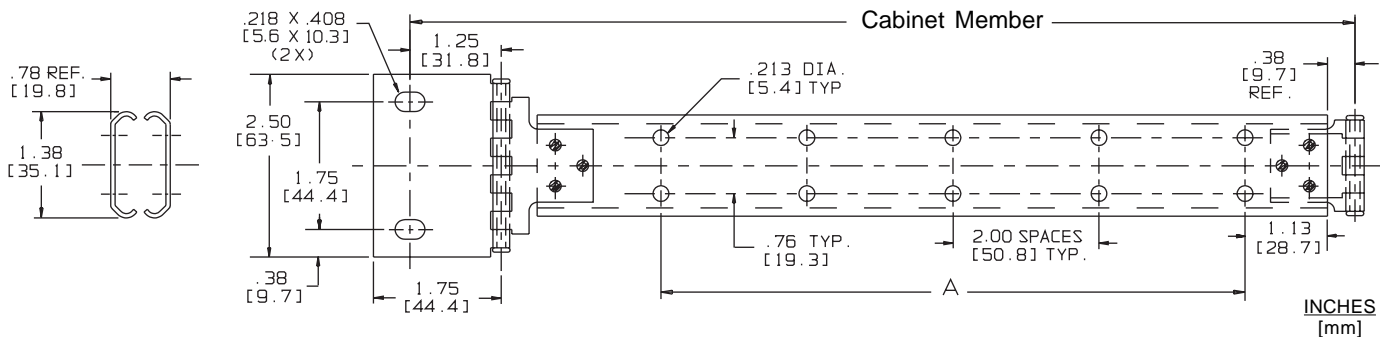 Cabinet Member
.218 X .408
[5.6 X 10.3]
(2X)
1.25
[31.8]
.78 REF.
[19.8]
.213 DIA.
[5.4] TYP
.38
[9.7]
REF.
2.50
[63.5]
1.38
[35.1]
1.75
[44.4]
.76 TYP.
[19.3]
2.00 SPACES
[50.8] TYP.
1.13
[28.7]
.38
[9.7]
1.75
[44.4]
A
INCHES
[mm]